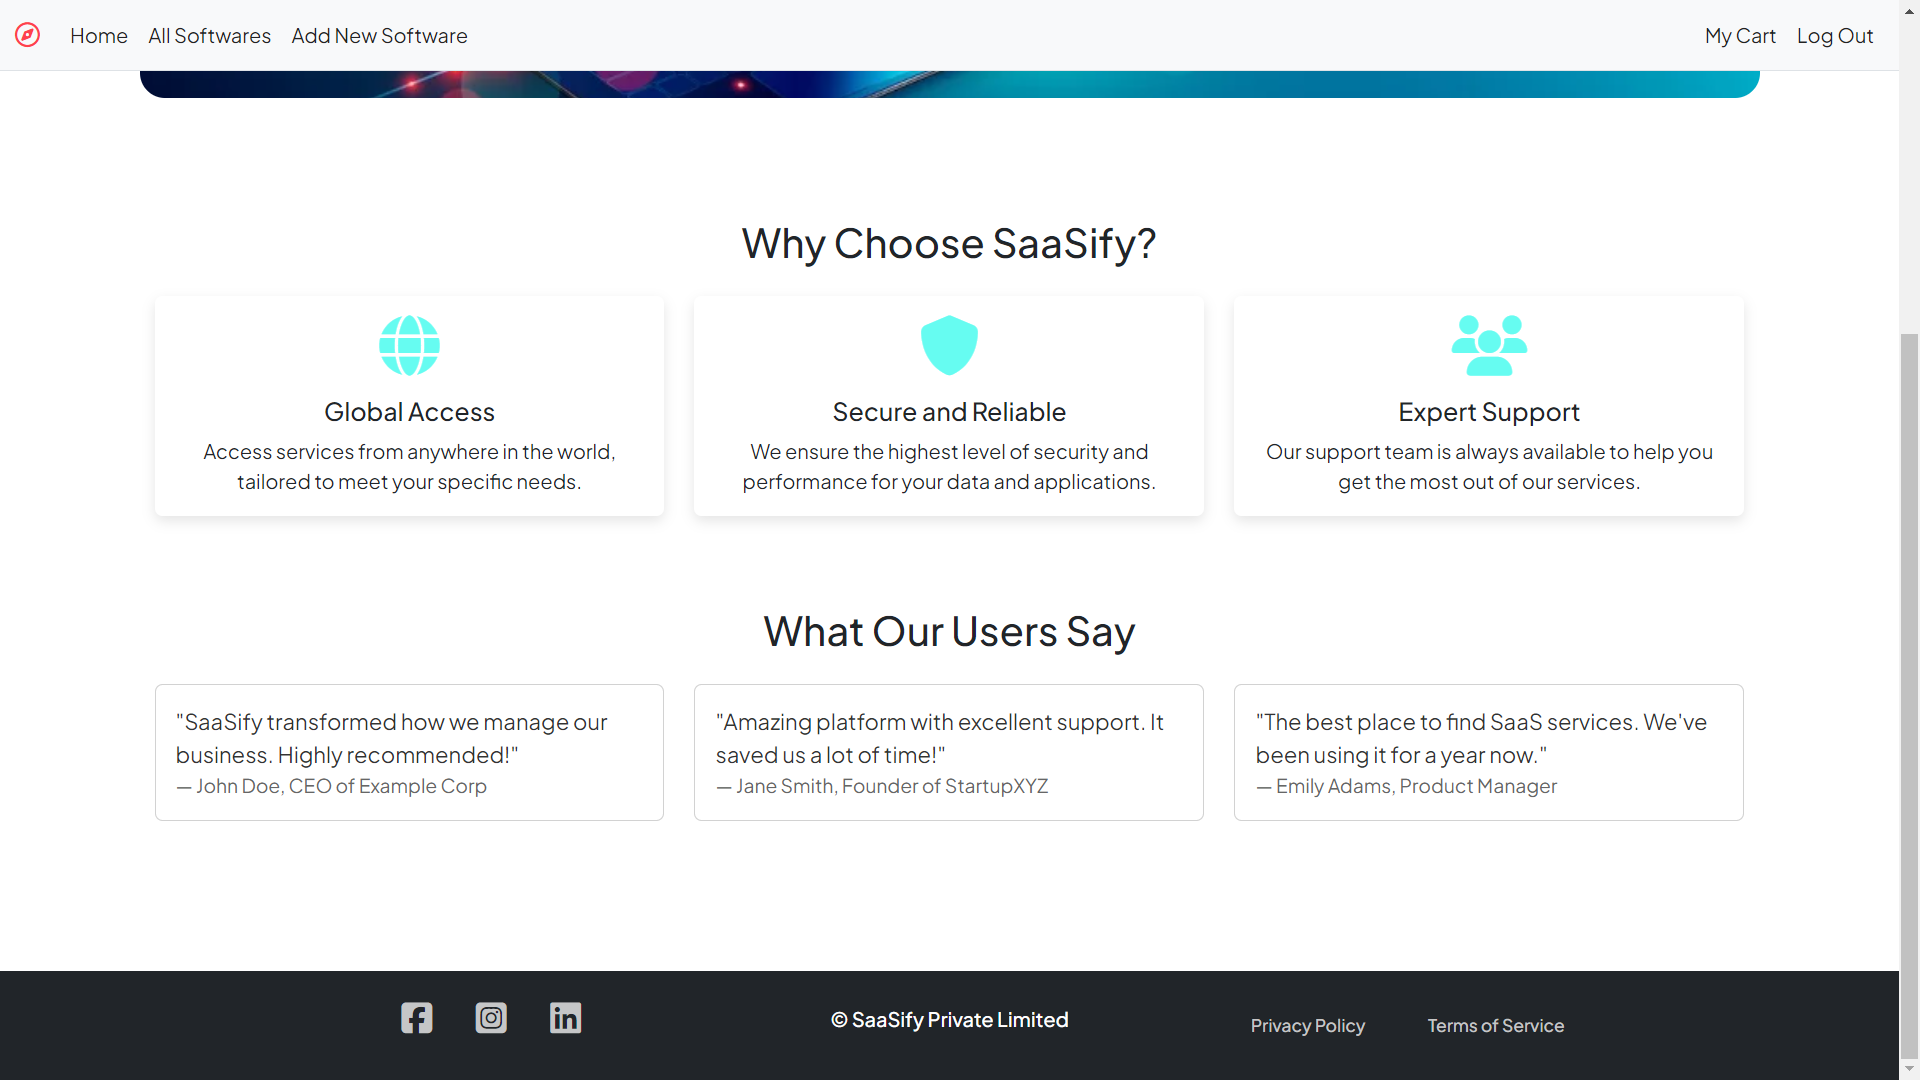 Home All Softwares Add New Software My Cart Log Out
Why Choose SaaSify?
Global Access
Access services from anywhere in the world,
tailored to meet your specific needs.
Secure and Reliable
We ensure the highest level of security and
performance for your data and applications.
Expert Support
Our support team is always available to help you
get the most out of our services.
What Our Users Say
"SaaSify transformed how we manage our
business. Highly recommended!"
— John Doe, CEO of Example Corp
"Amazing platform with excellent support. It
saved us a lot of time!"
— Jane Smith, Founder of StartupXYZ
"The best place to find SaaS services. We've
been using it for a year now."
— Emily Adams, Product Manager
© SaaSify Private Limited
Privacy Policy Terms of Service